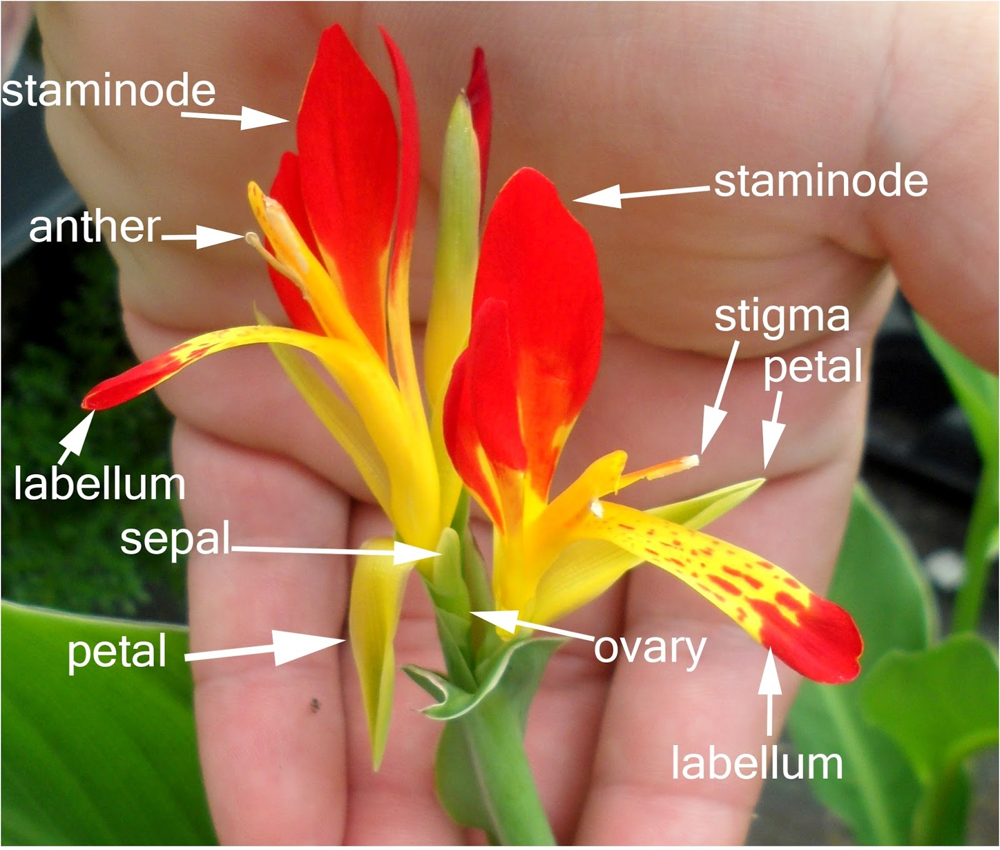 staminode
staminode
anther
stigma
petal
labellum
sepal
petal
ovary
labellum